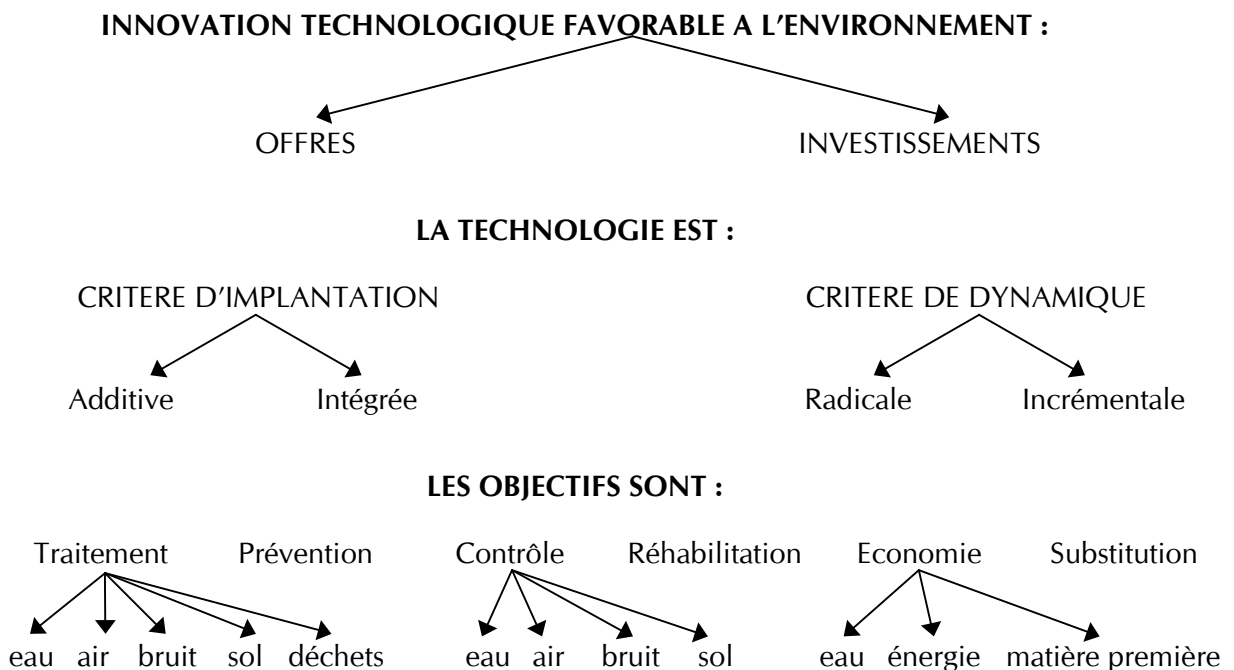 INNOVATION TECHNOLOGIQUE FAVORABLE A L'ENVIRONNEMENT :
OFFRES INVESTISSEMENTS
LA TECHNOLOGIE EST :
CRITERE D'IMPLANTATION CRITERE DE DYNAMIQUE
Additive Intégrée Radicale Incrémentale
LES OBJECTIFS SONT :
Traitement Prévention Contrôle Réhabilitation Economie Substitution
eau air bruit sol déchets eau air bruit sol eau énergie matière première